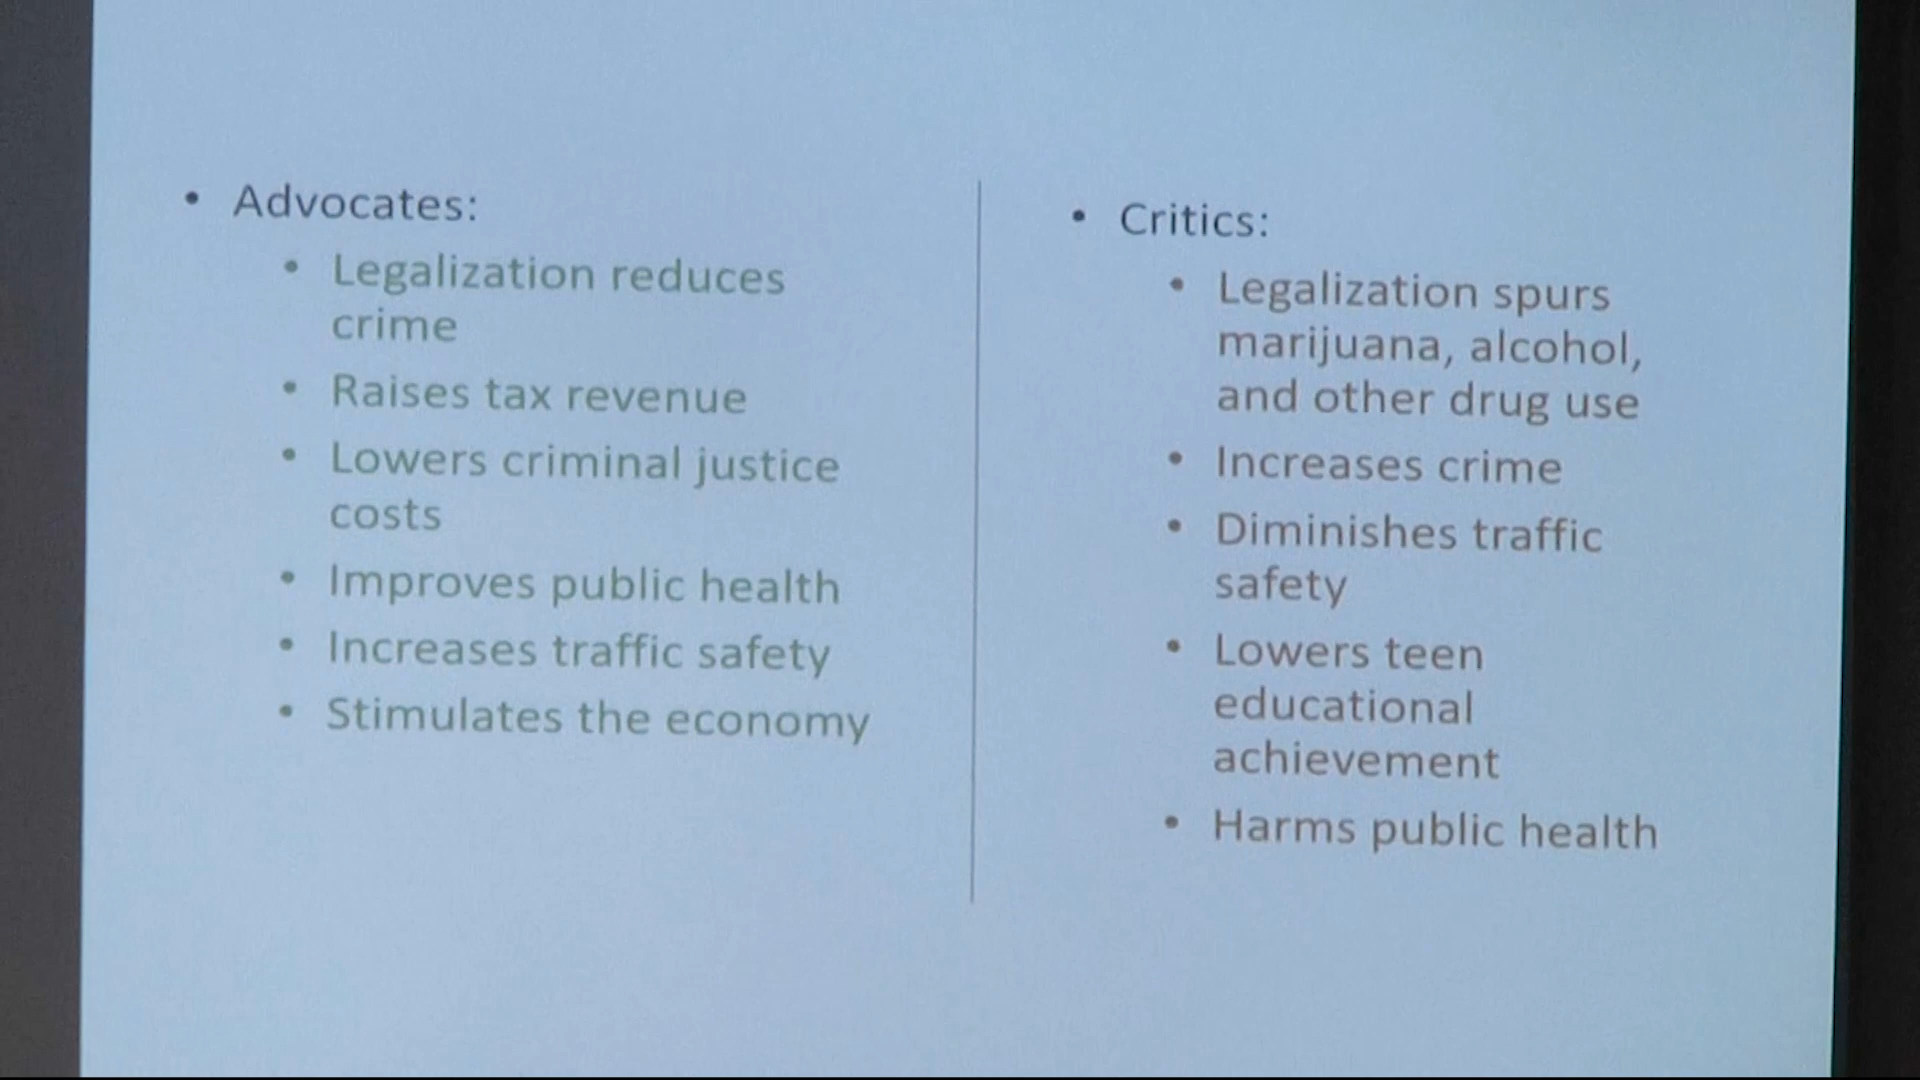 • Advocates:
• Legalization reduces
crime
• Raises tax revenue
• Lowers criminal justice
costs
• Improves public health
• Increases traffic safety
• Stimulates the economy
• Critics:
• Legalization spurs
marijuana, alcohol,
and other drug use
• Increases crime
• Diminishes traffic
safety
• Lowers teen
educational
achievement
• Harms public health